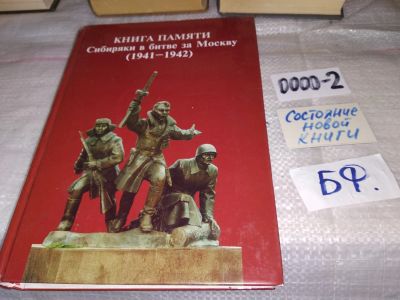 КНИГА ПАМЯТИ
Сибиряки в битве за Москву
(1941–1942)
0000-2
Состояние
новой
книги
БФ.